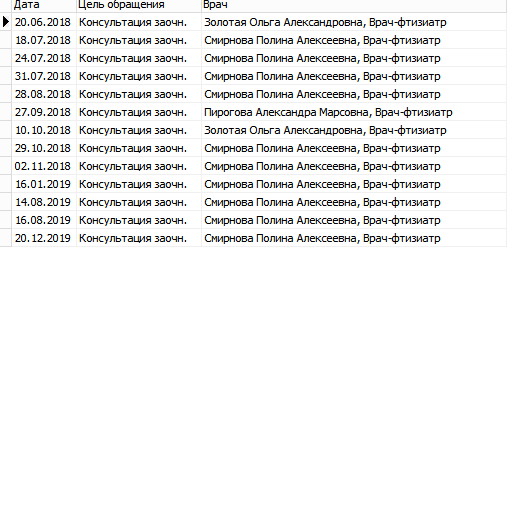 Дата Цель обращения Врач
20.06.2018 Консультация заочн. Золотая Ольга Александровна, Врач-фтизиатр
18.07.2018 Консультация заочн. Смирнова Полина Алексеевна, Врач-фтизиатр
24.07.2018 Консультация заочн. Смирнова Полина Алексеевна, Врач-фтизиатр
31.07.2018 Консультация заочн. Смирнова Полина Алексеевна, Врач-фтизиатр
28.08.2018 Консультация заочн. Смирнова Полина Алексеевна, Врач-фтизиатр
27.09.2018 Консультация заочн. Пирогова Александра Марсовна, Врач-фтизиатр
10.10.2018 Консультация заочн. Золотая Ольга Александровна, Врач-фтизиатр
29.10.2018 Консультация заочн. Смирнова Полина Алексеевна, Врач-фтизиатр
02.11.2018 Консультация заочн. Смирнова Полина Алексеевна, Врач-фтизиатр
16.01.2019 Консультация заочн. Смирнова Полина Алексеевна, Врач-фтизиатр
14.08.2019 Консультация заочн. Смирнова Полина Алексеевна, Врач-фтизиатр
16.08.2019 Консультация заочн. Смирнова Полина Алексеевна, Врач-фтизиатр
20.12.2019 Консультация заочн. Смирнова Полина Алексеевна, Врач-фтизиатр